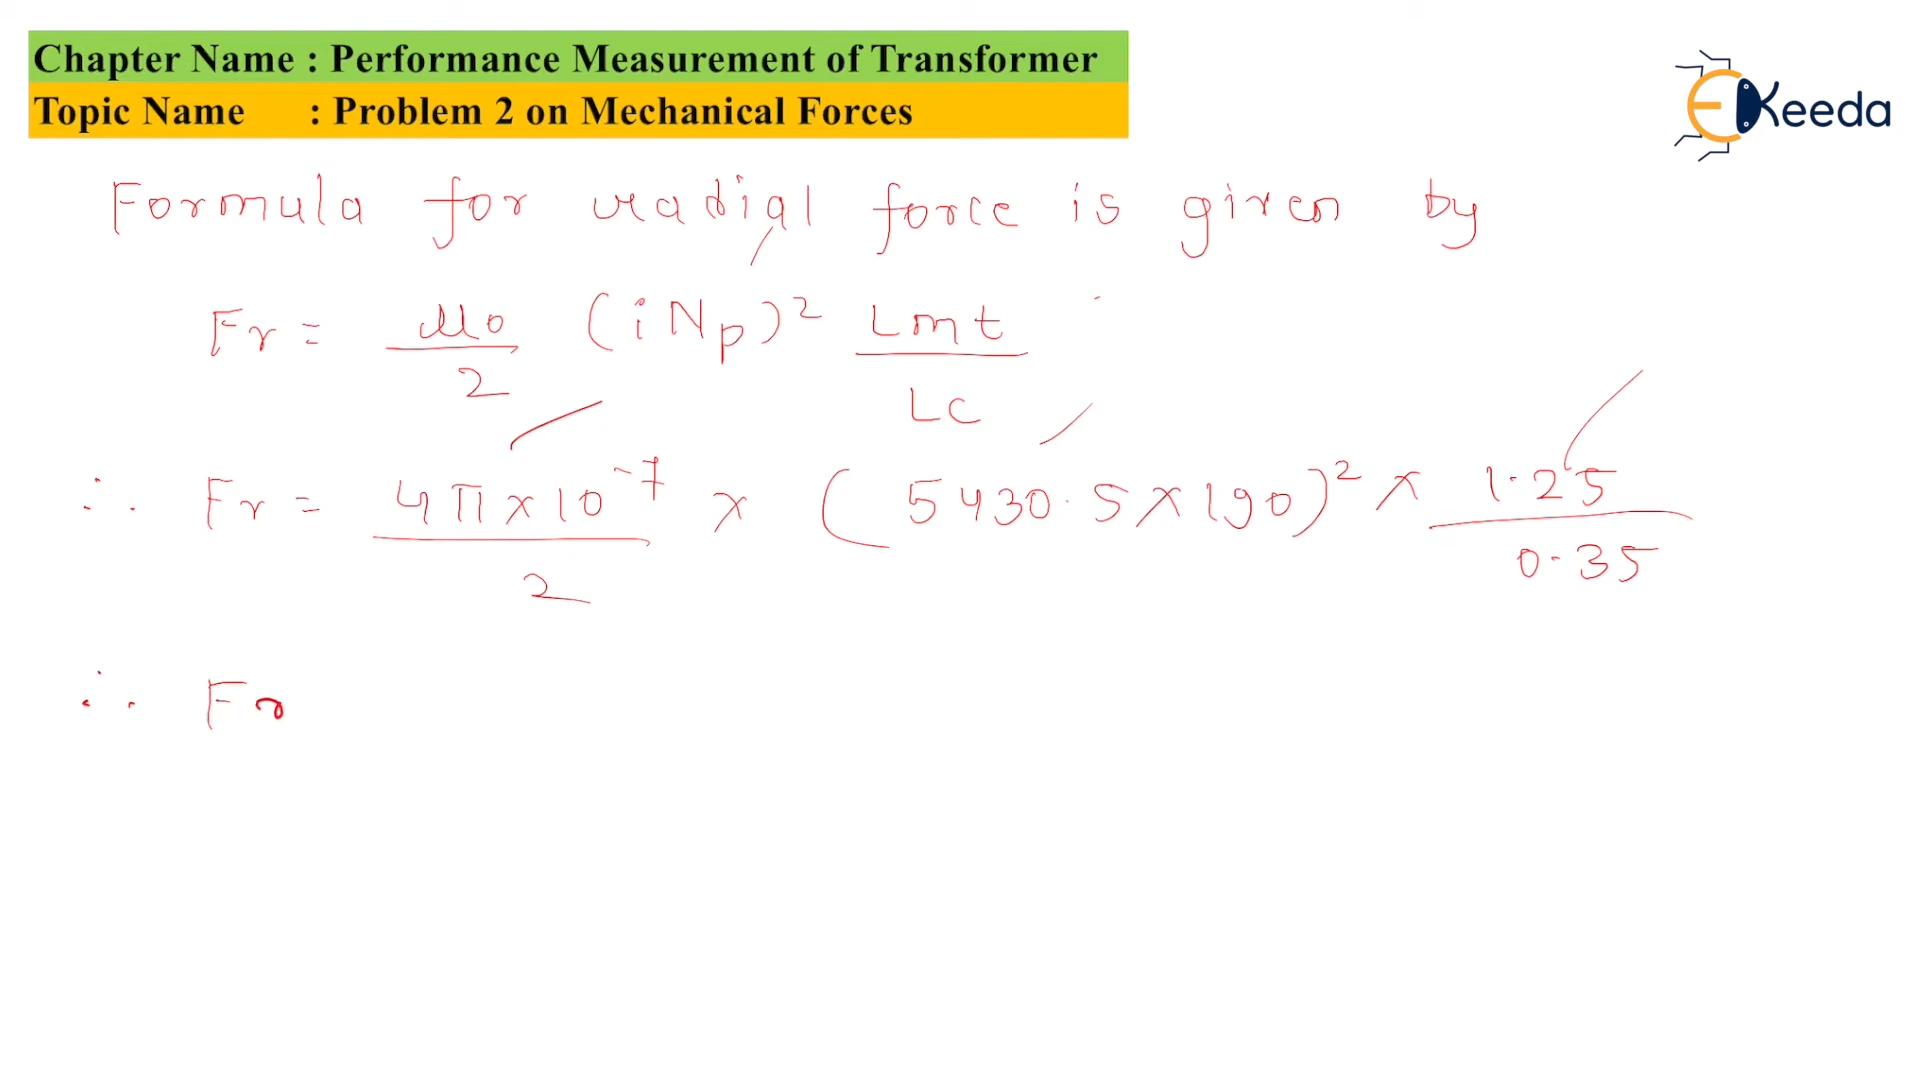 Chapter Name : Performance Measurement of Transformer
Topic Name : Problem 2 on Mechanical Forces
EKeeda
Formula for radial force is given by
Fr = μ0/2 (iNp)² Lmt/Lc
∴ Fr = 4π×10⁻⁷/2 × (5430.5×190)² × 1.25/0.35
∴ Fr